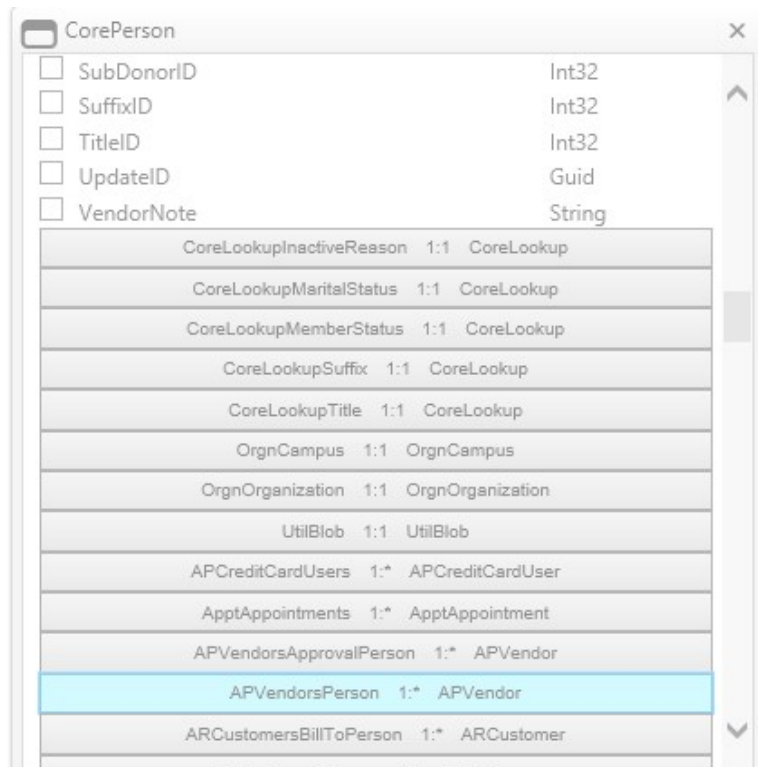 CorePerson
SubDonorID Int32
SuffixID Int32
TitleID Int32
UpdateID Guid
VendorNote String
CoreLookupInactiveReason 1:1 CoreLookup
CoreLookupMaritalStatus 1:1 CoreLookup
CoreLookupMemberStatus 1:1 CoreLookup
CoreLookupSuffix 1:1 CoreLookup
CoreLookupTitle 1:1 CoreLookup
OrgnCampus 1:1 OrgnCampus
OrgnOrganization 1:1 OrgnOrganization
UtilBlob 1:1 UtilBlob
APCreditCardUsers 1:* APCreditCardUser
ApptAppointments 1:* ApptAppointment
APVendorsApprovalPerson 1:* APVendor
APVendorsPerson 1:* APVendor
ARCustomersBillToPerson 1:* ARCustomer